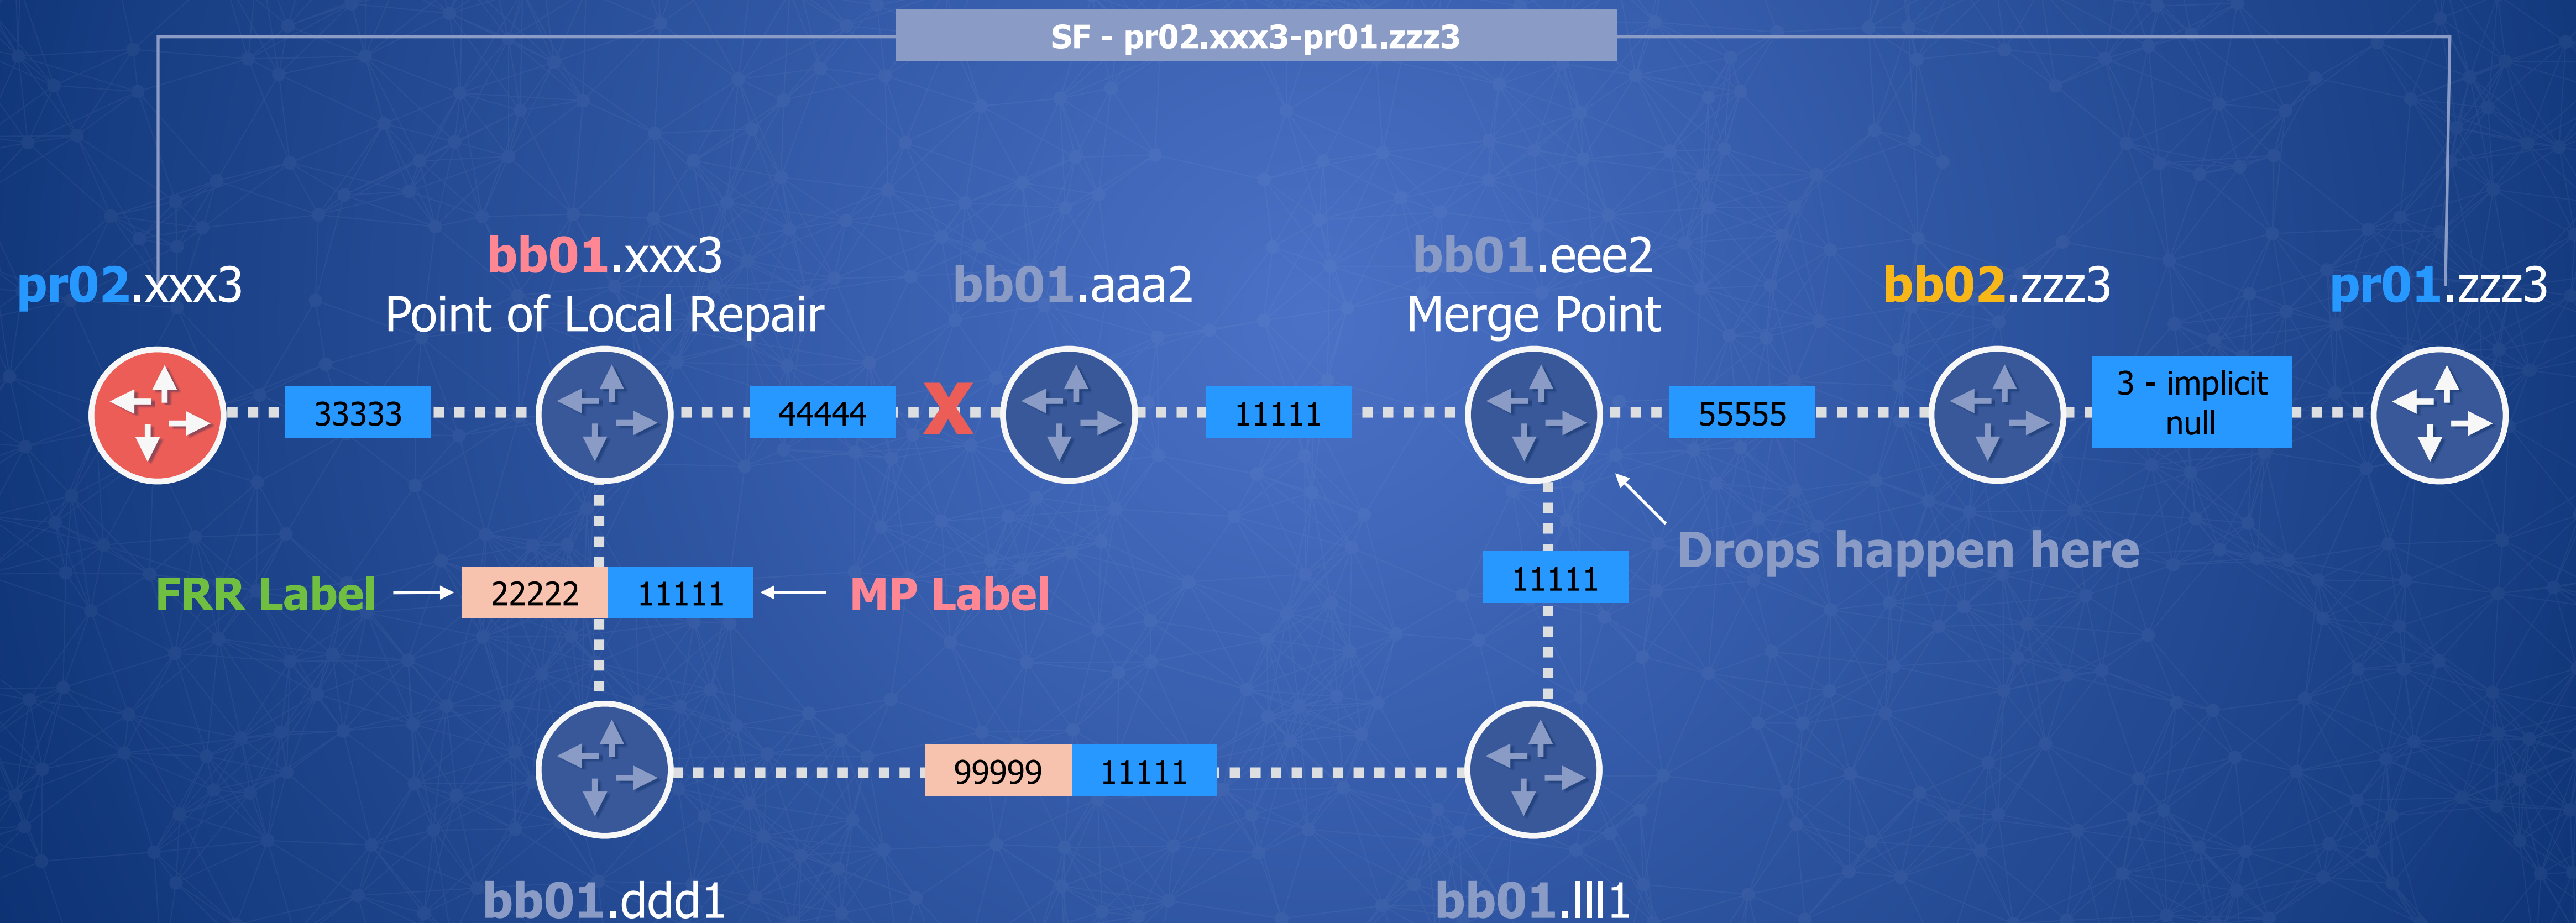 SF - pr02.xxx3-pr01.zzz3
pr02.xxx3
bb01.xxx3
Point of Local Repair
bb01.aaa2
bb01.eee2
Merge Point
bb02.zzz3
pr01.zzz3
33333
44444
X
11111
55555
3 - implicit
null
Drops happen here
FRR Label
22222
11111
MP Label
11111
99999
11111
bb01.ddd1
bb01.lll1